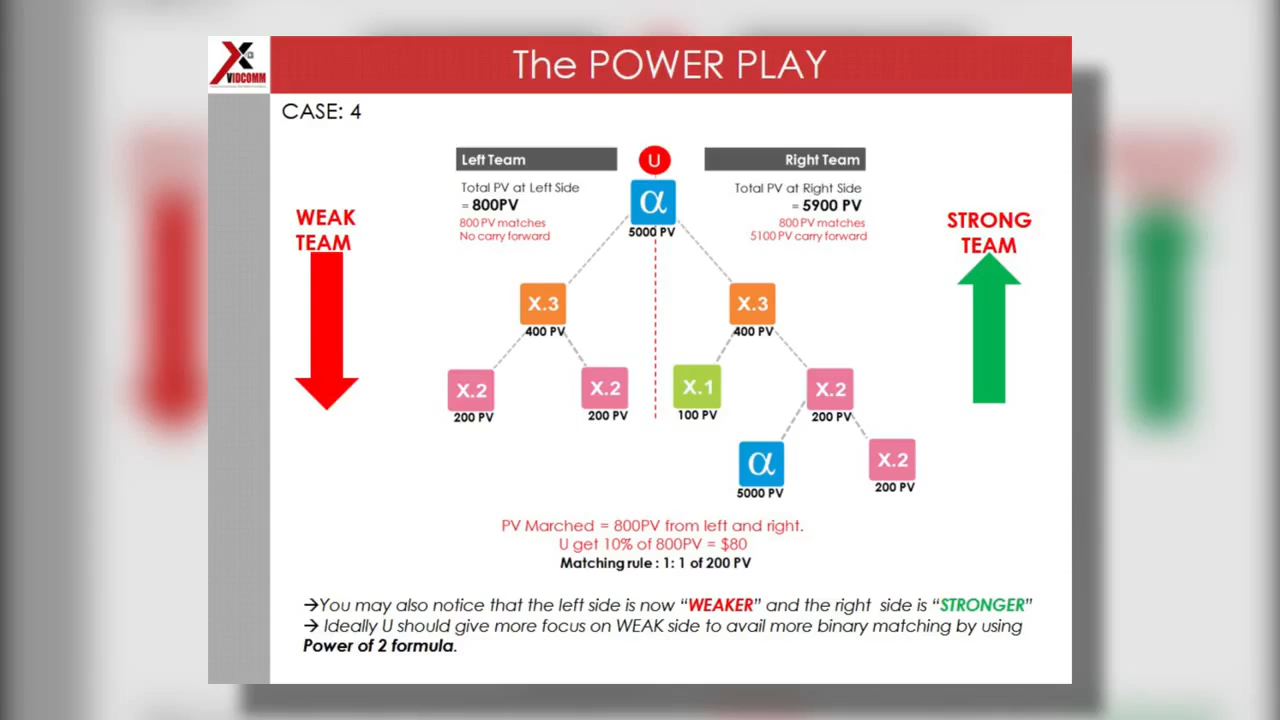 VIDCOMM
The POWER PLAY
CASE: 4
Left Team
U
Right Team
Total PV at Left Side
= 800PV
800 PV matches
No carry forward
α
5000 PV
Total PV at Right Side
= 5900 PV
800 PV matches
5100 PV carry forward
WEAK
TEAM
STRONG
TEAM
X.3
400 PV
X.3
400 PV
X.2
200 PV
X.2
200 PV
X.1
100 PV
X.2
200 PV
α
5000 PV
X.2
200 PV
PV Marched = 800PV from left and right.
U get 10% of 800PV = $80
Matching rule : 1: 1 of 200 PV
→You may also notice that the left side is now “WEAKER” and the right side is “STRONGER”
→ Ideally U should give more focus on WEAK side to avail more binary matching by using
Power of 2 formula.